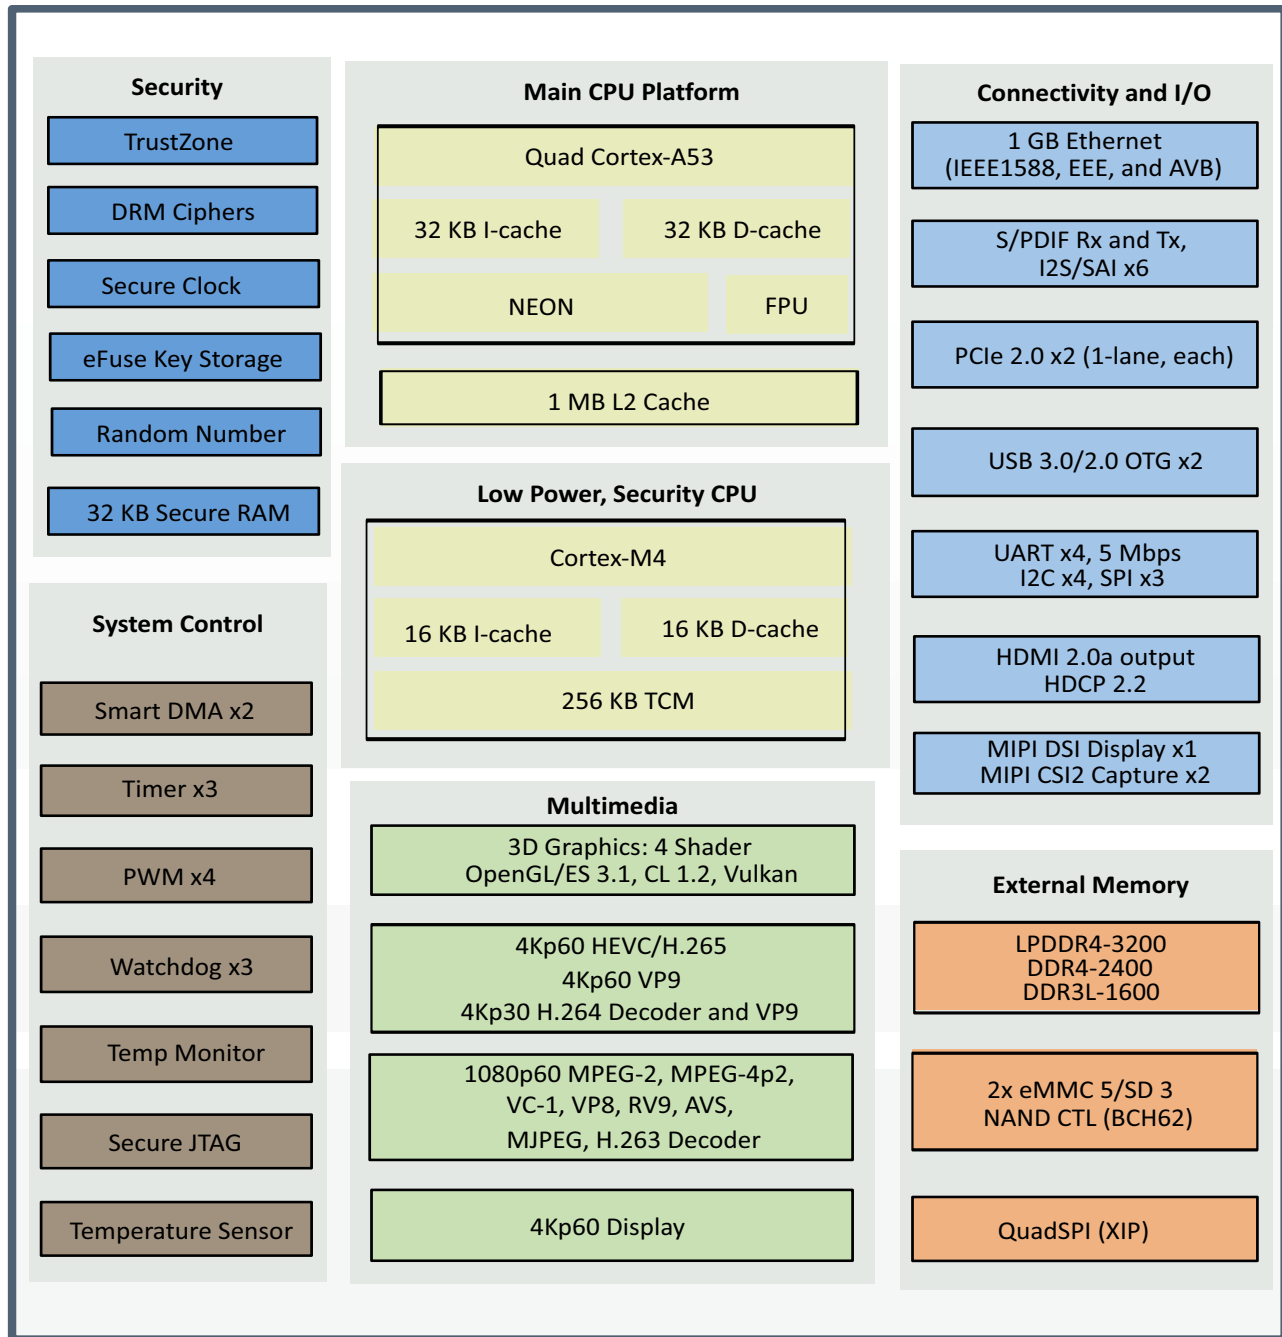 Security
TrustZone
DRM Ciphers
Secure Clock
eFuse Key Storage
Random Number
32 KB Secure RAM
System Control
Smart DMA x2
Timer x3
PWM x4
Watchdog x3
Temp Monitor
Secure JTAG
Temperature Sensor
Main CPU Platform
Quad Cortex-A53
32 KB I-cache
32 KB D-cache
NEON
FPU
1 MB L2 Cache
Low Power, Security CPU
Cortex-M4
16 KB I-cache
16 KB D-cache
256 KB TCM
Multimedia
3D Graphics: 4 Shader
OpenGL/ES 3.1, CL 1.2, Vulkan
4Kp60 HEVC/H.265
4Kp60 VP9
4Kp30 H.264 Decoder and VP9
1080p60 MPEG-2, MPEG-4p2,
VC-1, VP8, RV9, AVS,
MJPEG, H.263 Decoder
4Kp60 Display
Connectivity and I/O
1 GB Ethernet
(IEEE1588, EEE, and AVB)
S/PDIF Rx and Tx,
I2S/SAI x6
PCIe 2.0 x2 (1-lane, each)
USB 3.0/2.0 OTG x2
UART x4, 5 Mbps
I2C x4, SPI x3
HDMI 2.0a output
HDCP 2.2
MIPI DSI Display x1
MIPI CSI2 Capture x2
External Memory
LPDDR4-3200
DDR4-2400
DDR3L-1600
2x eMMC 5/SD 3
NAND CTL (BCH62)
QuadSPI (XIP)